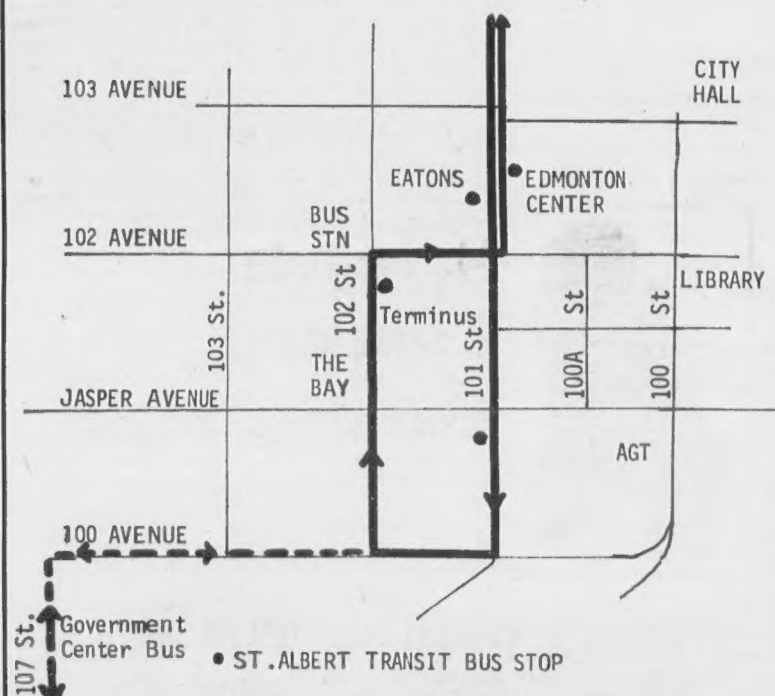 103 AVENUE
CITY
HALL
EATONS
EDMONTON
CENTER
BUS
STN
102 AVENUE
LIBRARY
103 St.
102 St
Terminus
101 St
St
100A
St
100
THE
BAY
JASPER AVENUE
AGT
100 AVENUE
107 St.
Government
Center Bus
ST.ALBERT TRANSIT BUS STOP